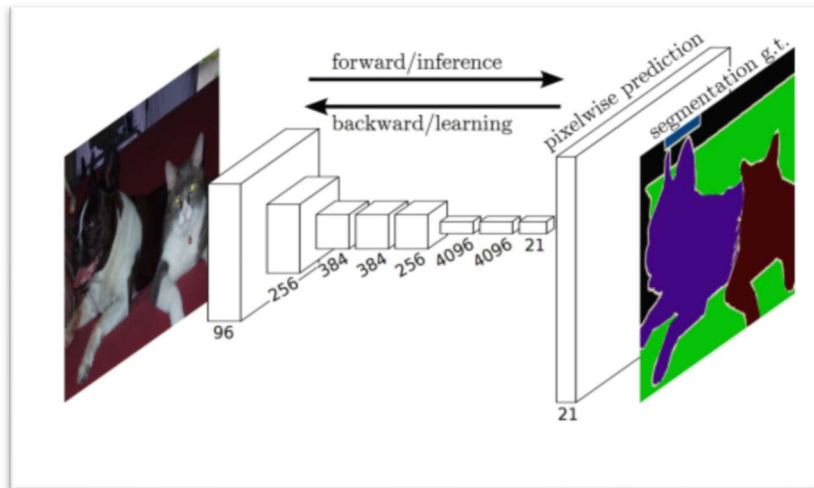 forward/inference
backward/learning
pixelwise prediction
segmentation g.t.
96
256
384
384
256
4096
4096
21
21